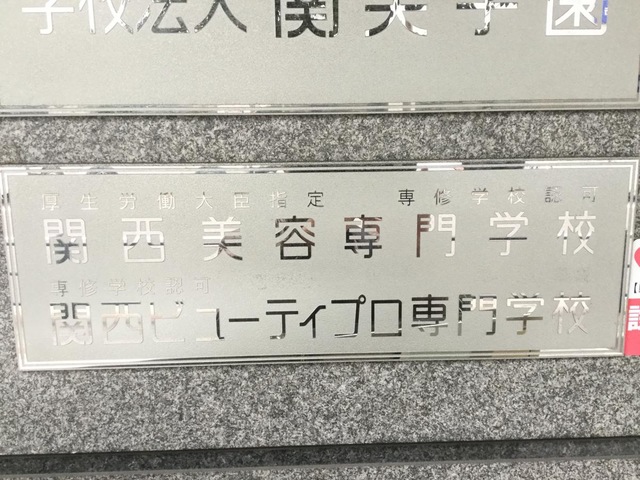 学校法人 関美学園
厚生労働大臣指定 専修学校認可
関西美容専門学校
専修学校認可
関西ビューティプロ専門学校